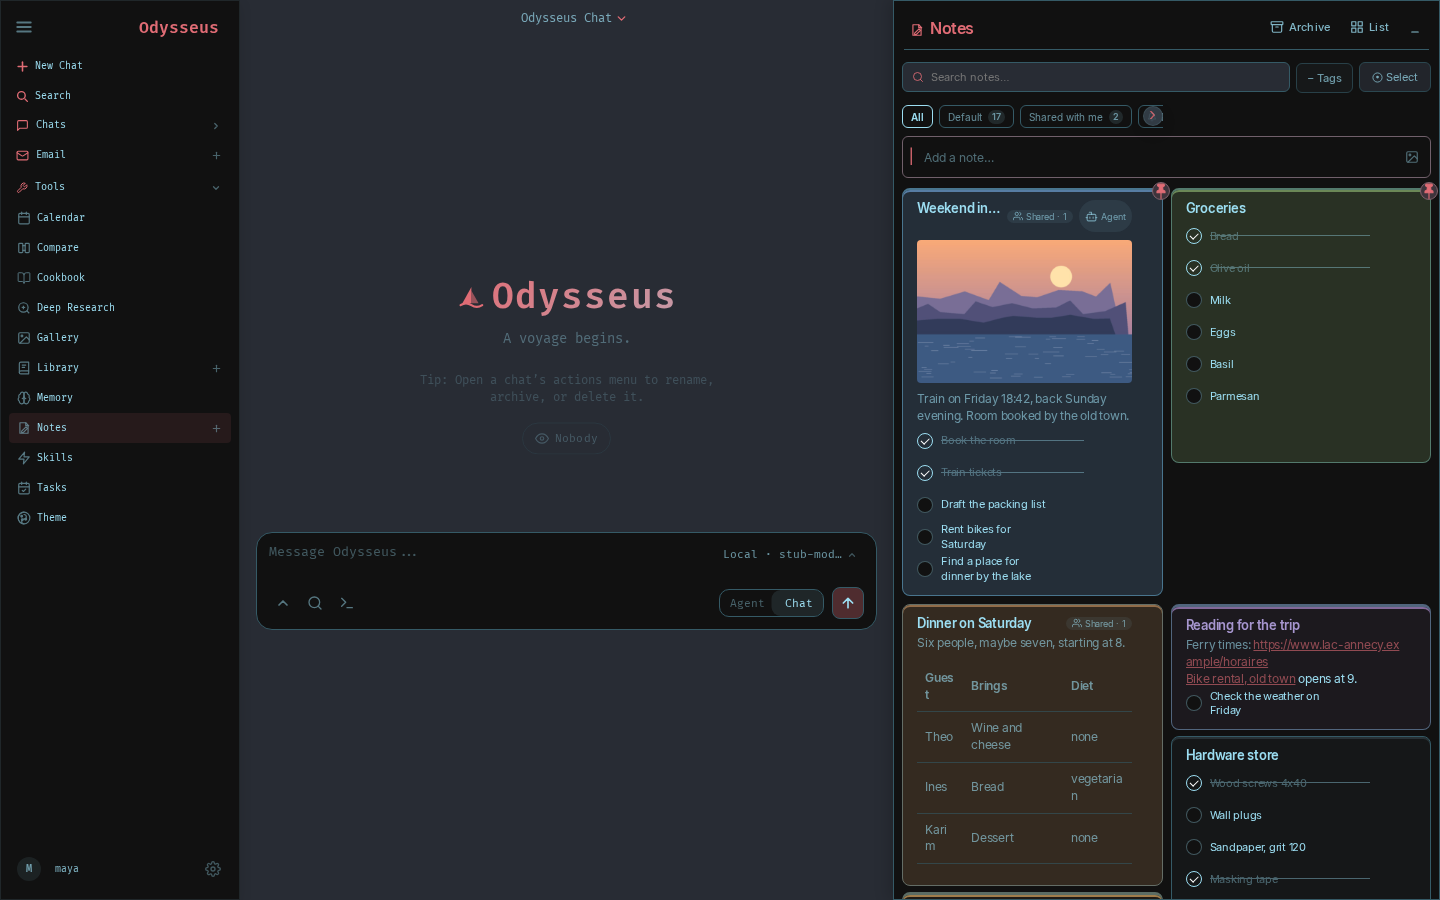 Odysseus
New Chat
Search
Chats
Email
Tools
Calendar
Compare
Cookbook
Deep Research
Gallery
Library
Memory
Notes
Skills
Tasks
Theme
M
maya
Odysseus Chat
Odysseus
A voyage begins.
Tip: Open a chat's actions menu to rename,
archive, or delete it.
Nobody
Message Odysseus...
Local · stub-mod…
Agent
Chat
Notes
Archive
List
Search notes...
– Tags
Select
All
Default 17
Shared with me 2
Add a note...
Weekend in…
Shared · 1
Agent
Train on Friday 18:42, back Sunday
evening. Room booked by the old town.
Book the room
Train tickets
Draft the packing list
Rent bikes for
Saturday
Find a place for
dinner by the lake
Groceries
Bread
Olive oil
Milk
Eggs
Basil
Parmesan
Dinner on Saturday
Shared · 1
Six people, maybe seven, starting at 8.
Gues
t
Brings
Diet
Theo
Wine and
cheese
none
Ines
Bread
vegetaria
n
Kari
m
Dessert
none
Reading for the trip
Ferry times: https://www.lac-annecy.ex
ample/horaires
Bike rental, old town opens at 9.
Check the weather on
Friday
Hardware store
Wood screws 4x40
Wall plugs
Sandpaper, grit 120
Masking tape